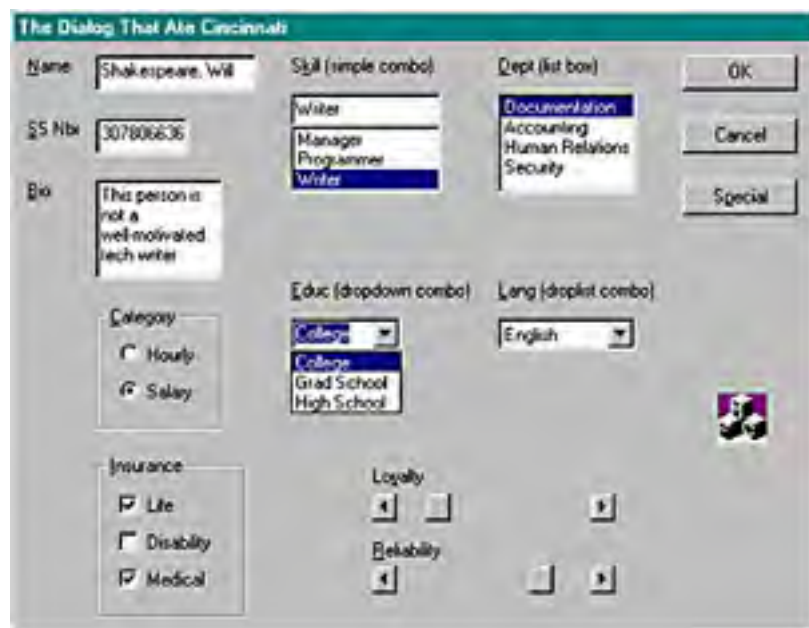 The Dialog That Ate Cincinnati
Name
Shakespeare, Will
Skill (simple combo)
Writer
Manager
Programmer
Writer
Dept (list box)
Documentation
Accounting
Human Relations
Security
OK
Cancel
Special
SS Nbr
307806636
Bio
This person is
not a
well-motivated
tech writer
Educ (dropdown combo)
College
College
Grad School
High School
Lang (droplist combo)
English
Category
Hourly
Salary
Insurance
Life
Disability
Medical
Loyalty
Reliability